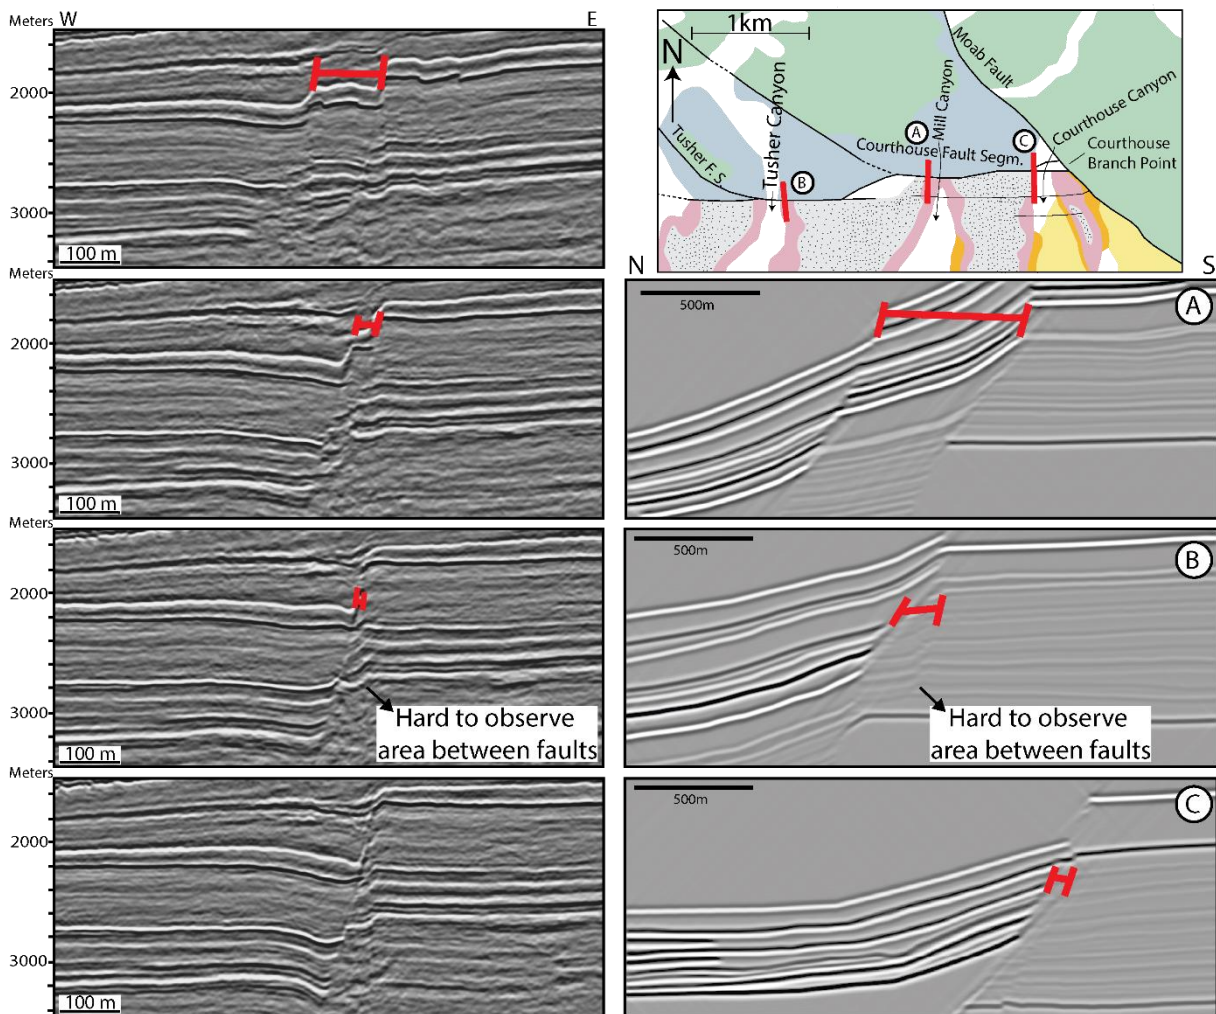 Meters W E
2000
3000
100 m
1km
N
Moab Fault
Mill Canyon
Courthouse Canyon
Tusher Canyon
Tusher F. S.
A
B
C
Courthouse Fault Segm.
Courthouse
Branch Point
N S
Meters
2000
3000
100 m
500m
A
Meters
2000
3000
100 m
Hard to observe
area between faults
500m
B
Hard to observe
area between faults
Meters
2000
3000
100 m
500m
C